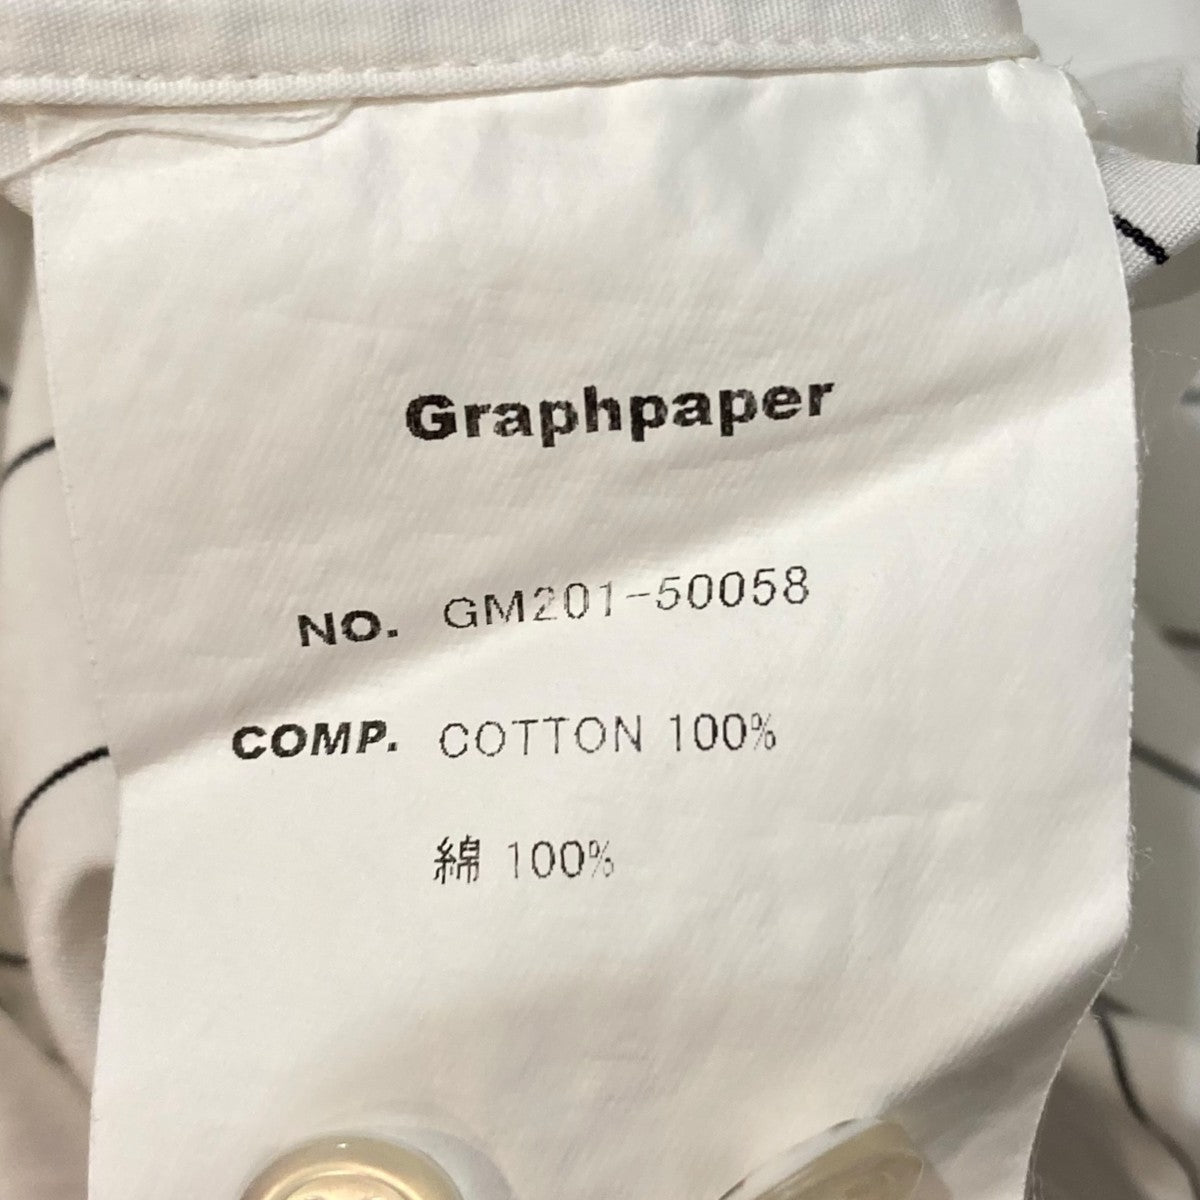 Graphpaper
NO. GM201-50058
COMP. COTTON 100%
綿 100%